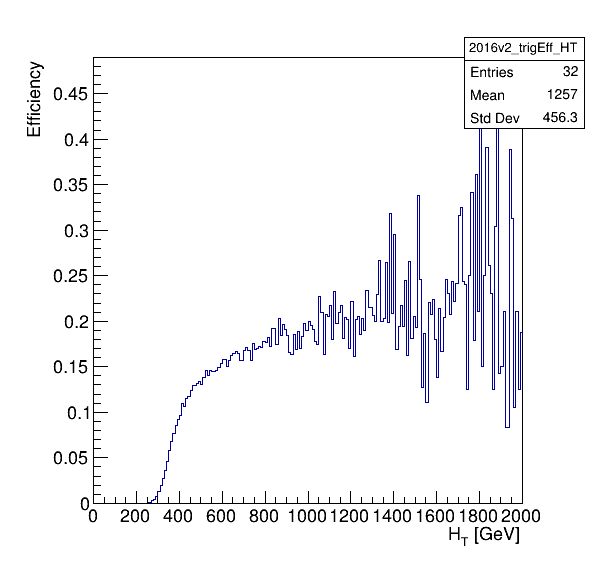 2016v2_trigEff_HT
Entries 32
Mean 1257
Std Dev 456.3
Efficiency
0.45
0.4
0.35
0.3
0.25
0.2
0.15
0.1
0.05
0
0 200 400 600 800 1000 1200 1400 1600 1800 2000
H_T [GeV]